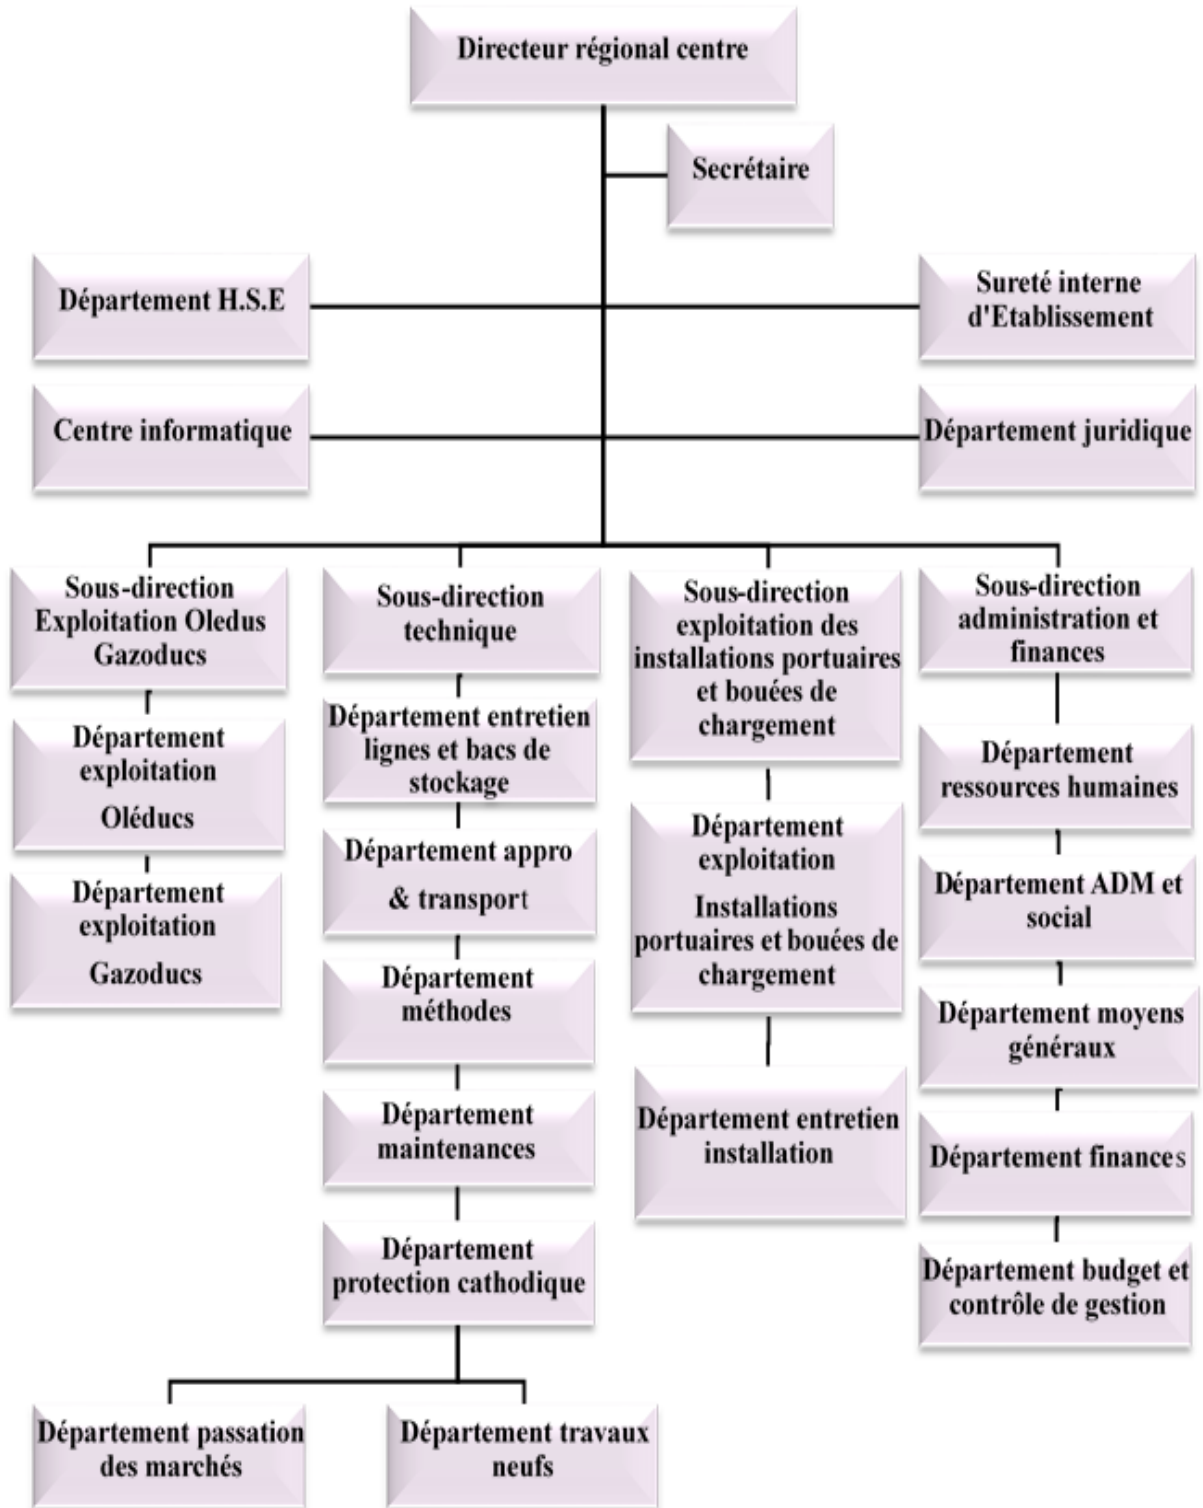 Directeur régional centre
Secrétaire
Département H.S.E
Sureté interne
d'Etablissement
Centre informatique
Département juridique
Sous-direction
Exploitation Oledus
Gazoducs
Département
exploitation
Oléducs
Département
exploitation
Gazoducs
Sous-direction
technique
Département entretien
lignes et bacs de
stockage
Département appro
& transport
Département
méthodes
Département
maintenances
Département
protection cathodique
Département passation
des marchés
Département travaux
neufs
Sous-direction
exploitation des
installations portuaires
et bouées de
chargement
Département
exploitation
Installations
portuaires et bouées de
chargement
Département entretien
installation
Sous-direction
administration et
finances
Département
ressources humaines
Département ADM et
social
Département moyens
généraux
Département finances
Département budget et
contrôle de gestion